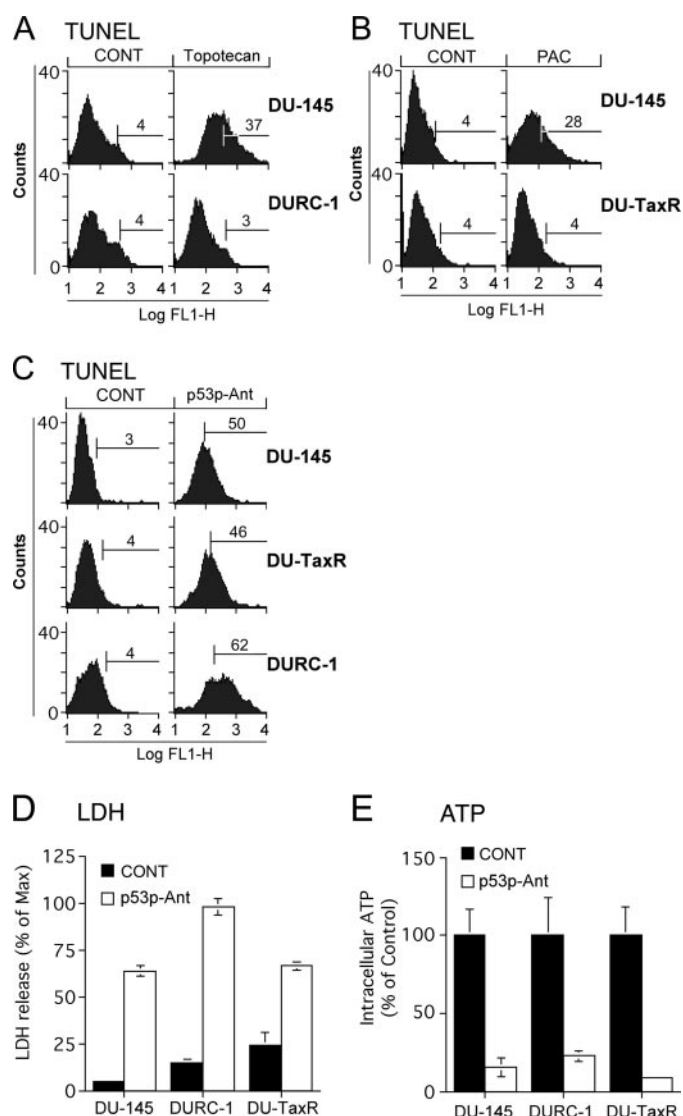 A TUNEL
CONT Topotecan
40 4 37 DU-145
Counts
0
40 4 3 DURC-1
0
1 2 3 4 1 2 3 4
Log FL1-H
B TUNEL
CONT PAC
40 4 28 DU-145
Counts
0
40 4 4 DU-TaxR
0
1 2 3 4 1 2 3 4
Log FL1-H
C TUNEL
CONT p53p-Ant
40 3 50 DU-145
0
40 4 46 DU-TaxR
Counts
0
40 4 62 DURC-1
0
1 2 3 4 1 2 3 4
Log FL1-H
D LDH
LDH release (% of Max)
125
100
75
50
25
0
CONT
p53p-Ant
DU-145 DURC-1 DU-TaxR
E ATP
Intracellular ATP
(% of Control)
150
100
50
0
CONT
p53p-Ant
DU-145 DURC-1 DU-TaxR